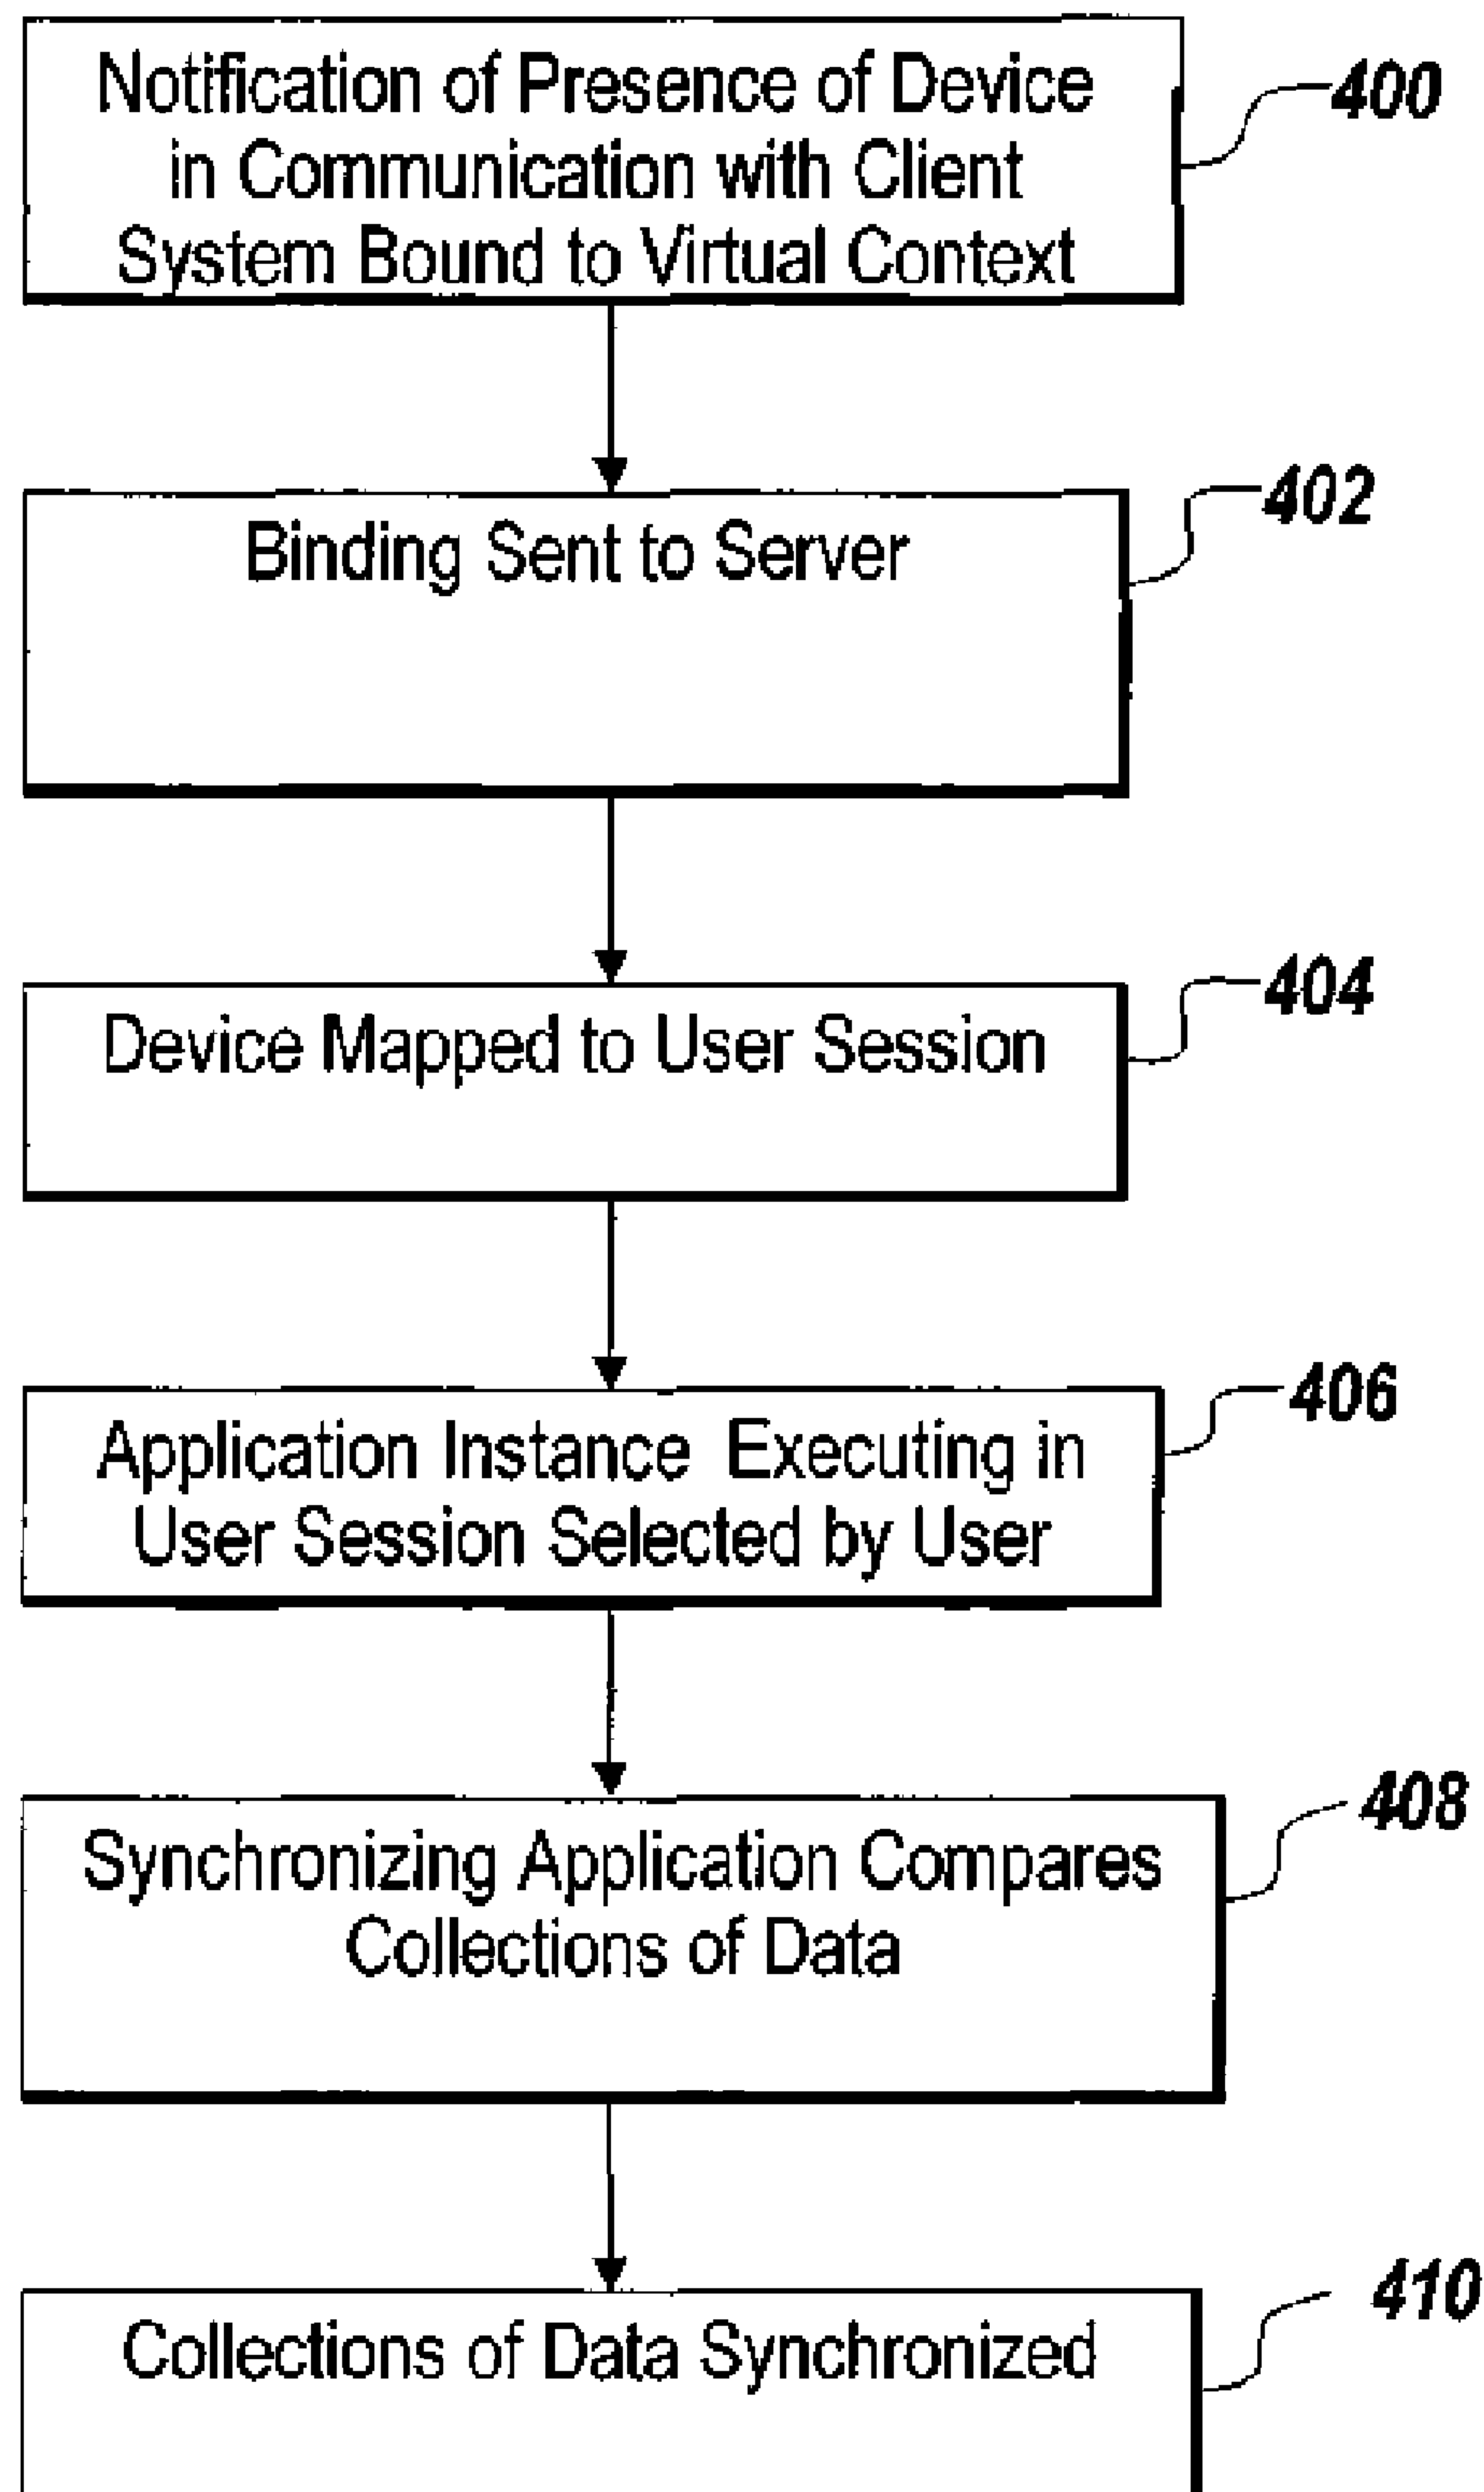 Notification of Presence of Device
in Communication with Client
System Bound to Virtual Context
400
Binding Sent to Server
402
Device Mapped to User Session
404
Application Instance Executing in
User Session Selected by User
406
Synchronizing Application Compares
Collections of Data
408
Collections of Data Synchronized
410